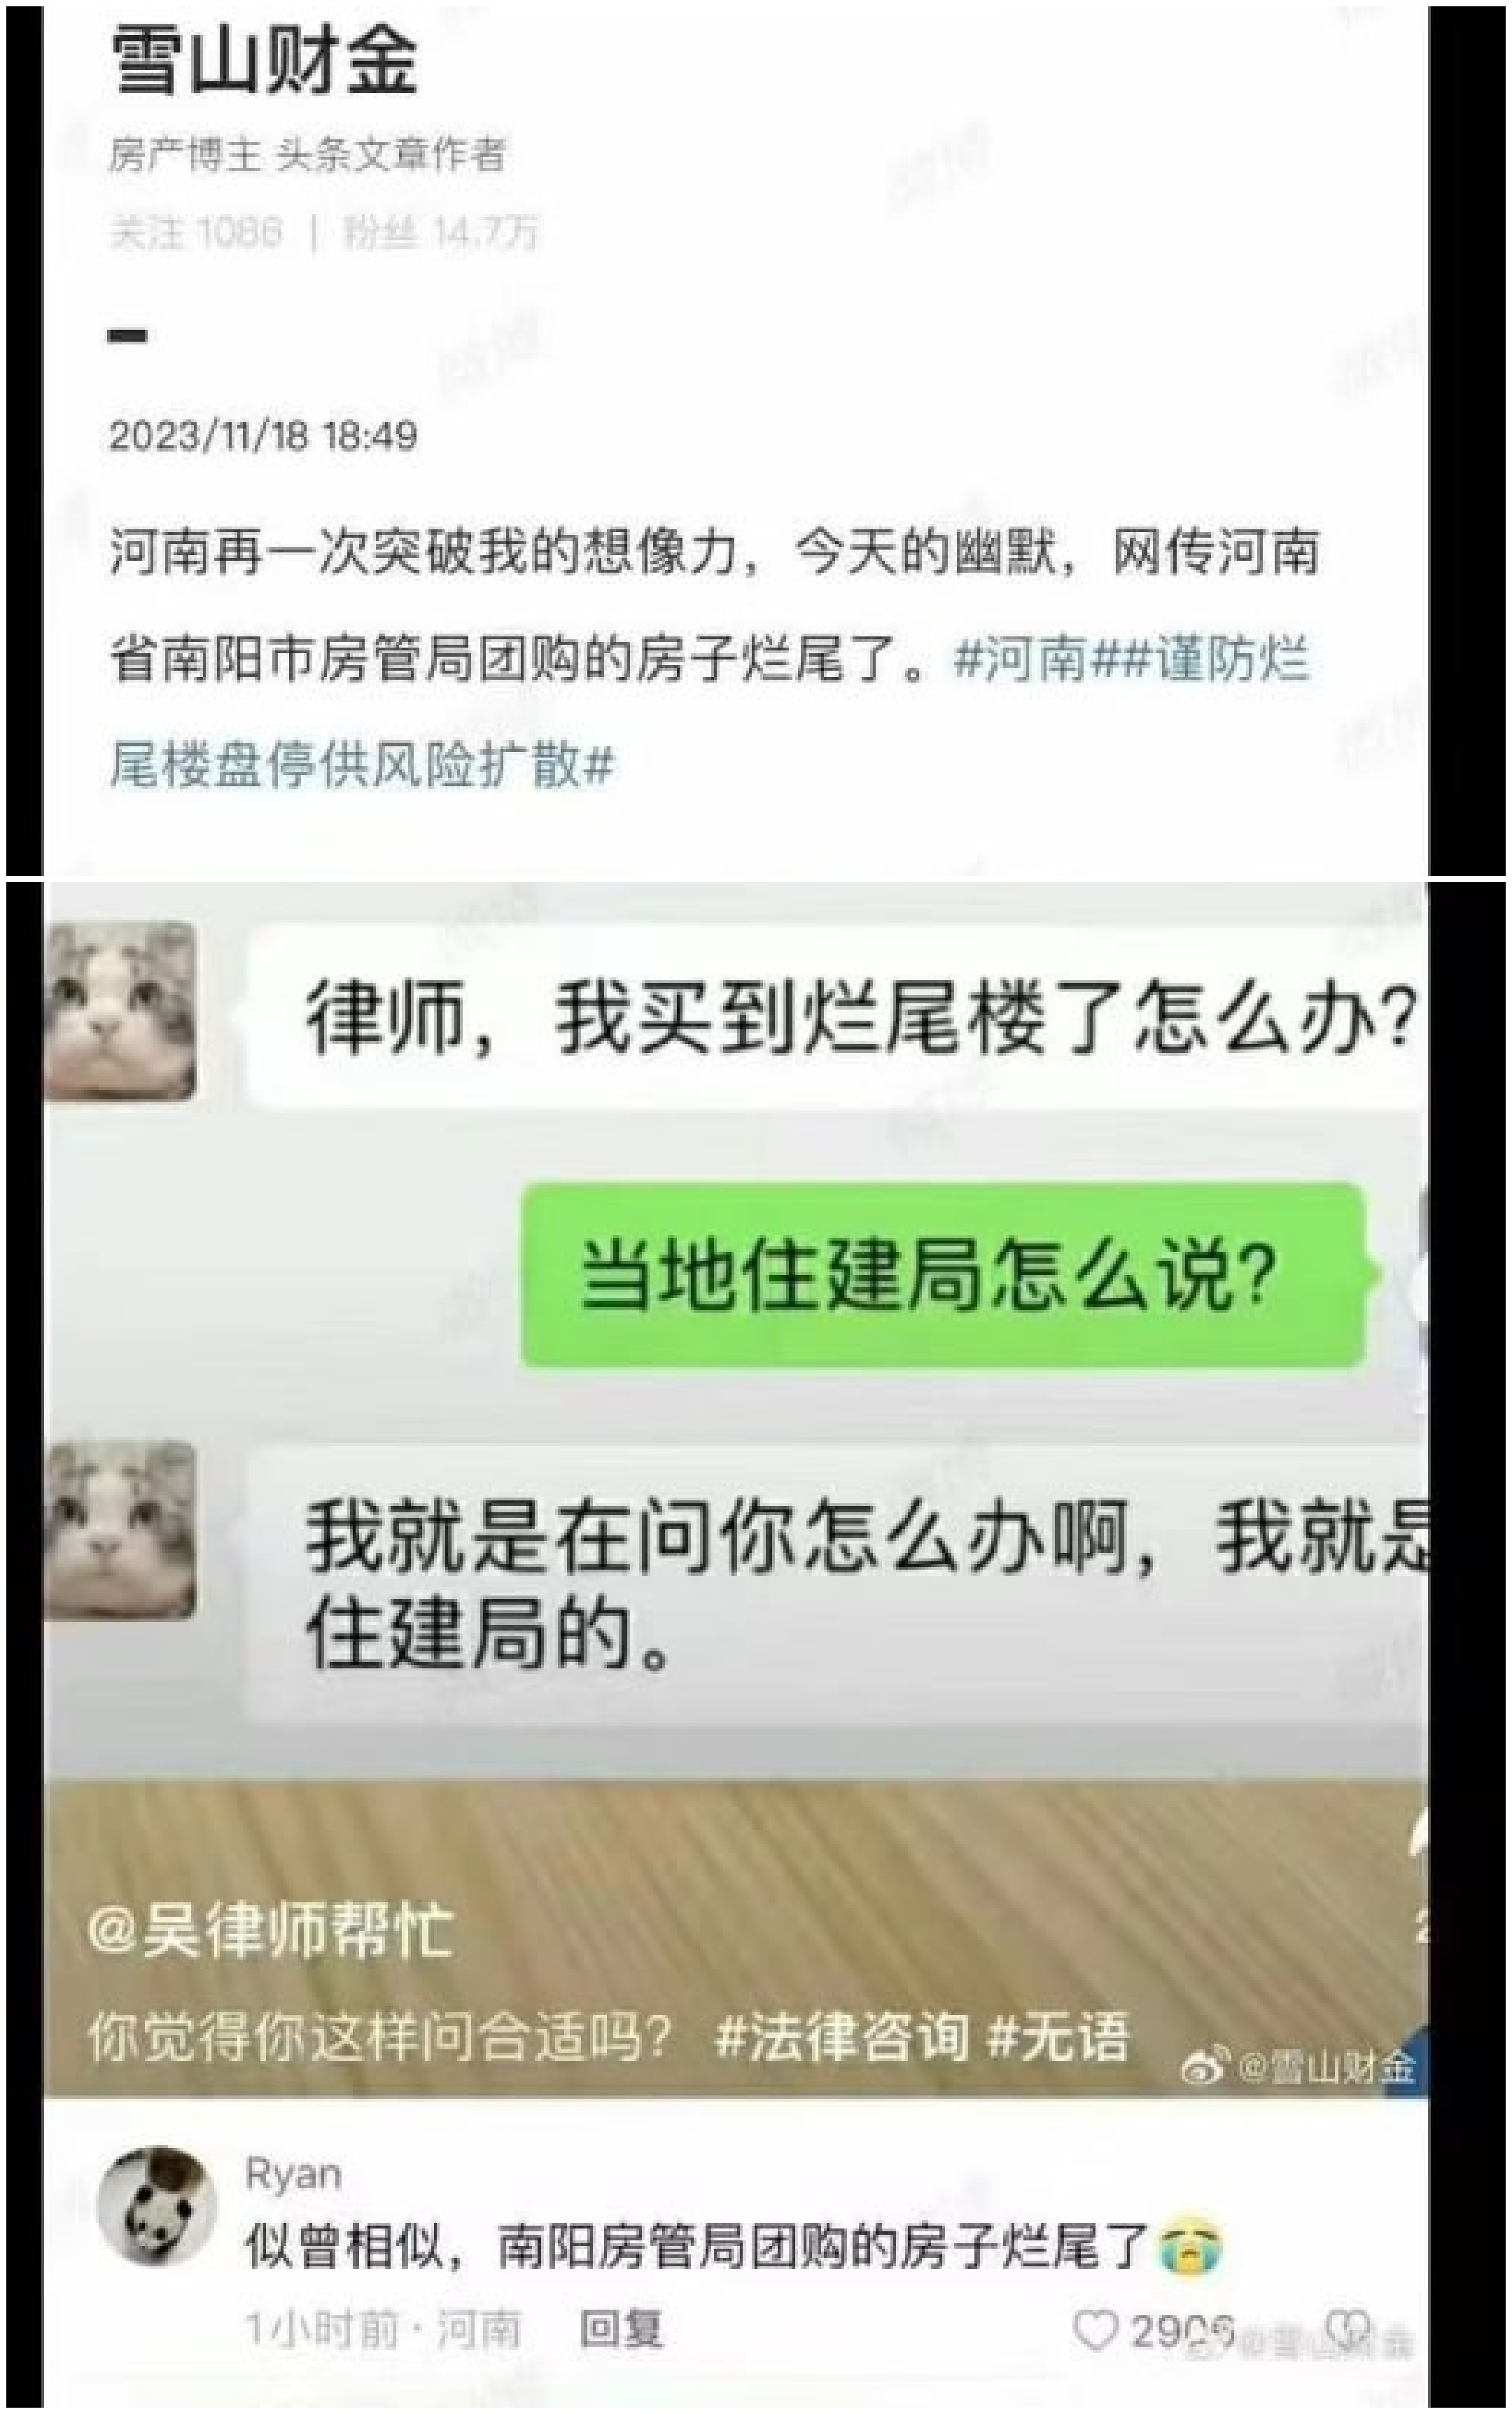 雪山财金
房产博主 头条文章作者
关注 1086 | 粉丝 14.7万
2023/11/18 18:49
河南再一次突破我的想像力，今天的幽默，网传河南
省南阳市房管局团购的房子烂尾了。#河南##谨防烂
尾楼盘停供风险扩散#
律师，我买到烂尾楼了怎么办？
当地住建局怎么说？
我就是在问你怎么办啊，我就是
住建局的。
@吴律师帮忙
你觉得你这样问合适吗？ #法律咨询 #无语
@雪山财金
Ryan
似曾相似，南阳房管局团购的房子烂尾了😭
1小时前·河南 回复
2906
@雪山财金